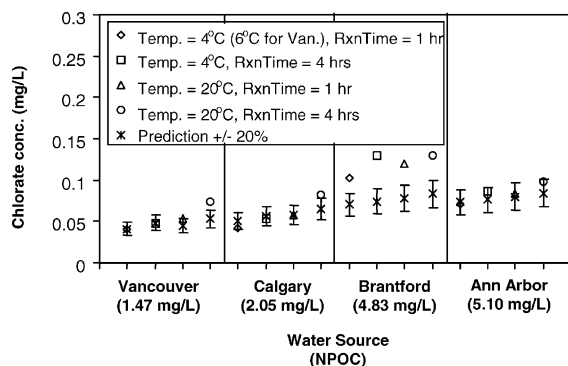 0.3
0.25
0.2
0.15
0.1
0.05
0
Chlorate conc. (mg/L)
Temp. = 4°C (6°C for Van.), RxnTime = 1 hr
Temp. = 4°C, RxnTime = 4 hrs
Temp. = 20°C, RxnTime = 1 hr
Temp. = 20°C, RxnTime = 4 hrs
Prediction +/- 20%
Vancouver Calgary Brantford Ann Arbor
(1.47 mg/L) (2.05 mg/L) (4.83 mg/L) (5.10 mg/L)
Water Source
(NPOC)